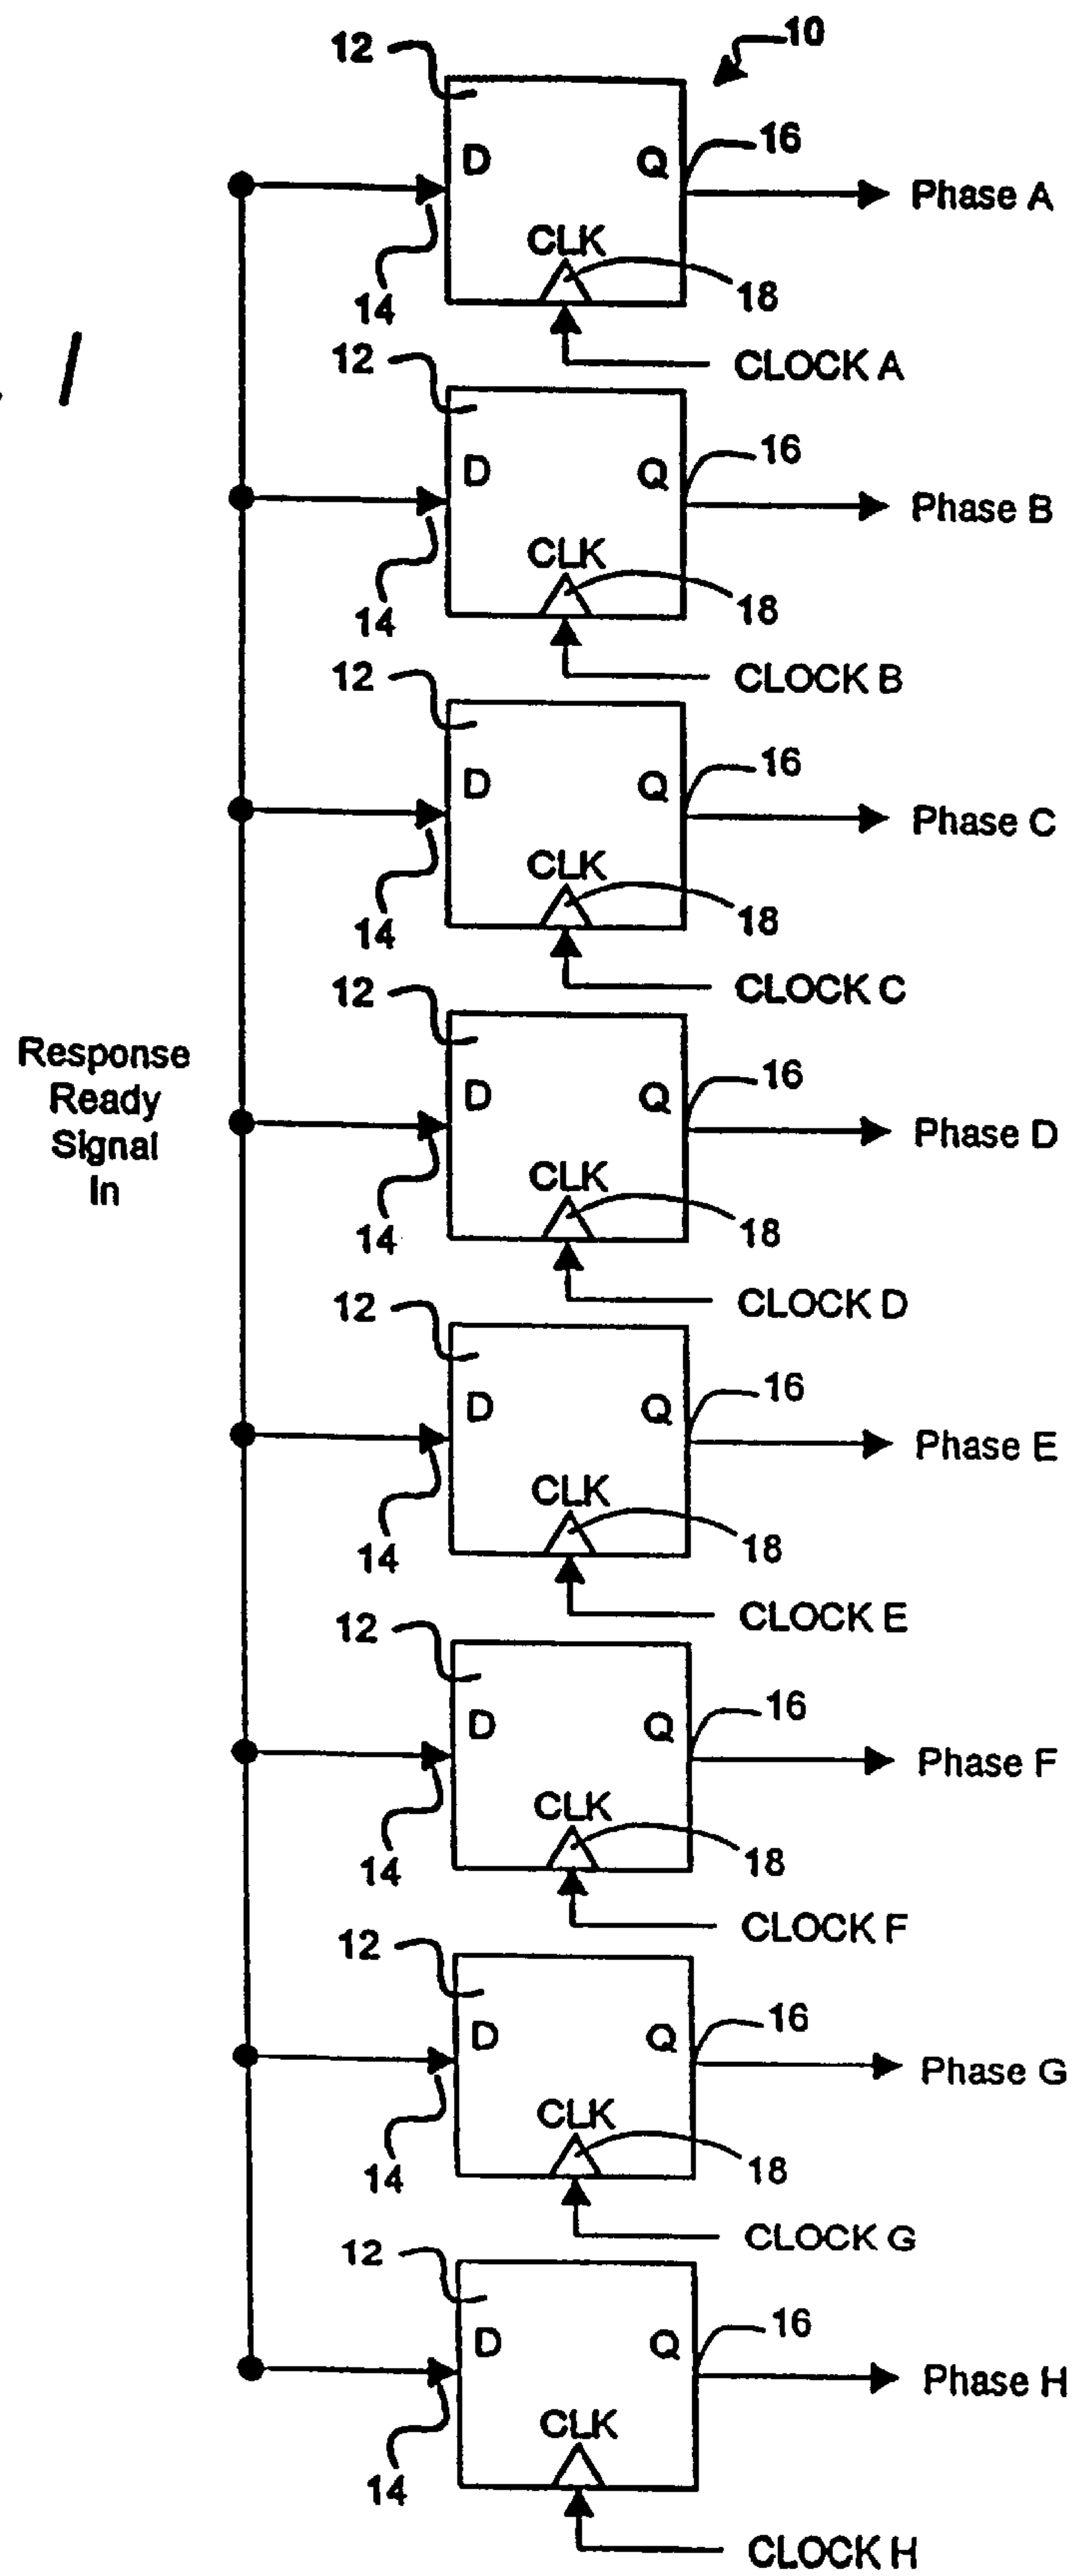 10
12
D
Q
16
Phase A
CLK
14
18
CLOCK A
1
12
D
Q
16
Phase B
CLK
14
18
CLOCK B
12
D
Q
16
Phase C
CLK
14
18
CLOCK C
12
D
Q
16
Phase D
CLK
14
18
CLOCK D
Response
Ready
Signal
In
12
D
Q
16
Phase E
CLK
14
18
CLOCK E
12
D
Q
16
Phase F
CLK
14
18
CLOCK F
12
D
Q
16
Phase G
CLK
14
18
CLOCK G
12
D
Q
16
Phase H
CLK
14
CLOCK H